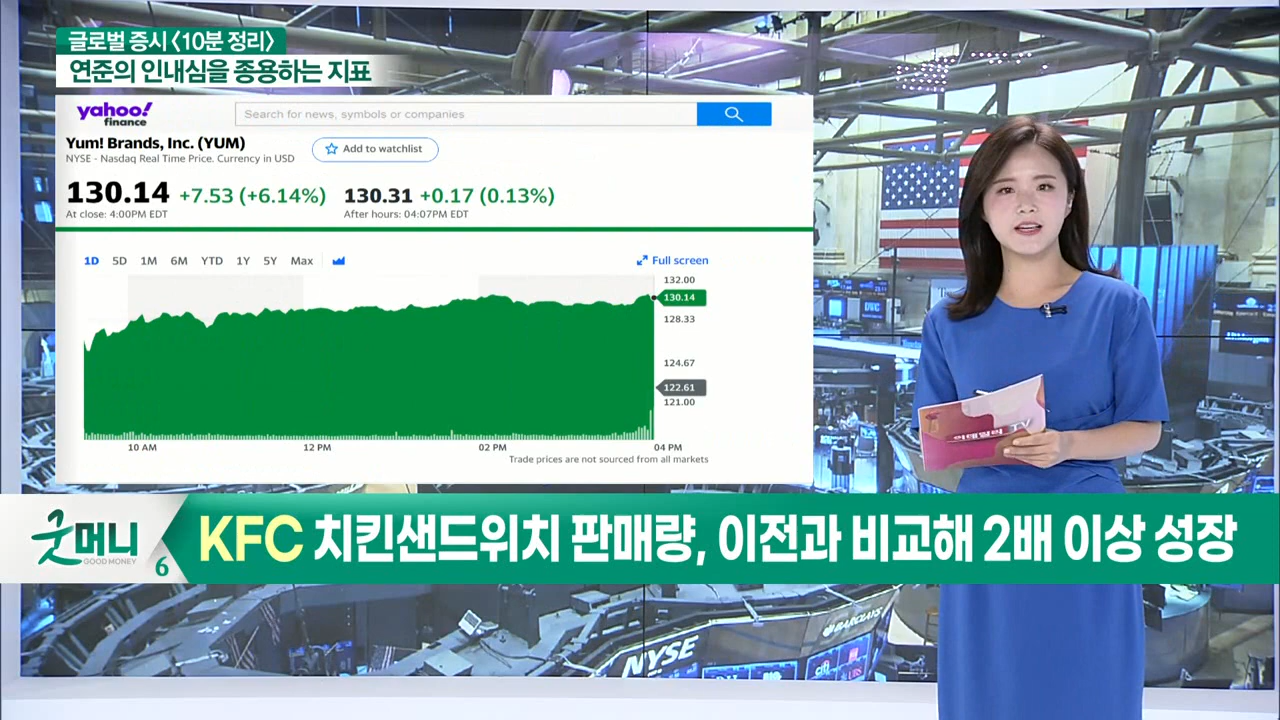 글로벌 증시 〈10분 정리〉
연준의 인내심을 종용하는 지표
yahoo!
finance
Search for news, symbols or companies
Yum! Brands, Inc. (YUM)
NYSE - Nasdaq Real Time Price. Currency in USD
Add to watchlist
130.14 +7.53 (+6.14%) 130.31 +0.17 (0.13%)
At close: 4:00PM EDT After hours: 04:07PM EDT
1D 5D 1M 6M YTD 1Y 5Y Max
Full screen
132.00
130.14
128.33
124.67
122.61
121.00
10 AM 12 PM 02 PM 04 PM
Trade prices are not sourced from all markets
TV
굿머니
GOOD MONEY
6
KFC 치킨샌드위치 판매량, 이전과 비교해 2배 이상 성장
NYSE
BARCLAYS
citi
UBS